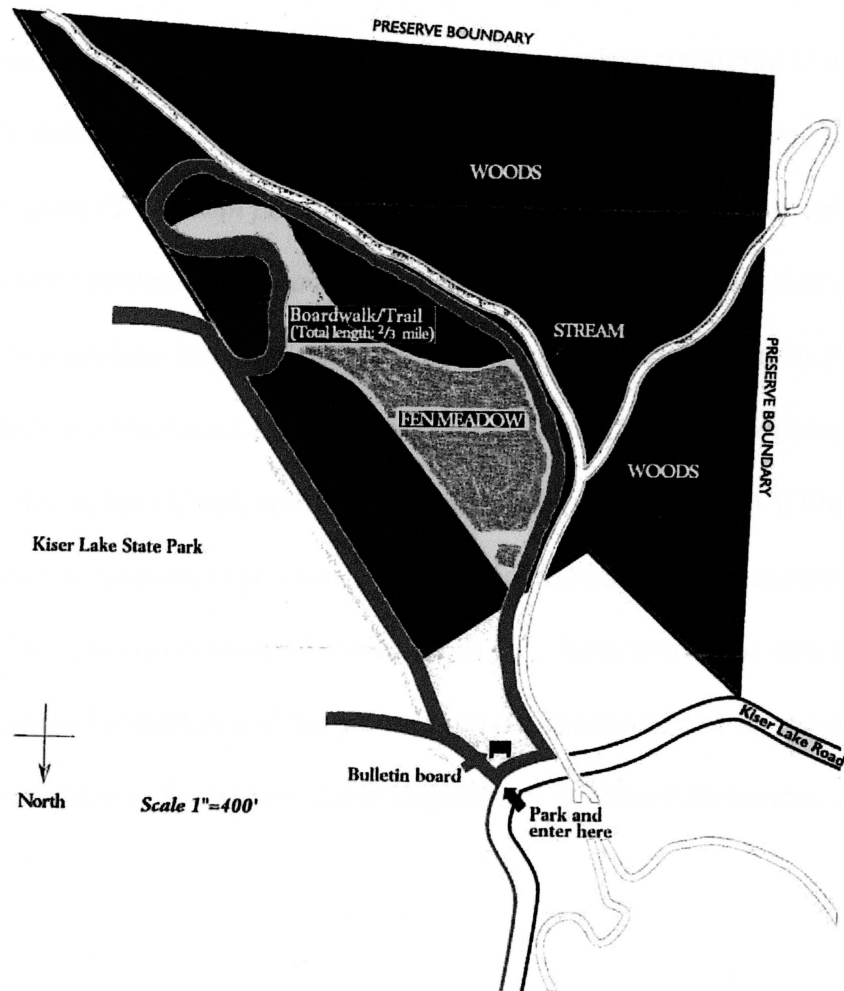 PRESERVE BOUNDARY
WOODS
Boardwalk/Trail
(Total length: 2/3 mile)
STREAM
PRESERVE BOUNDARY
FEN MEADOW
WOODS
Kiser Lake State Park
Kiser Lake Road
Bulletin board
North
Scale 1"=400'
Park and
enter here